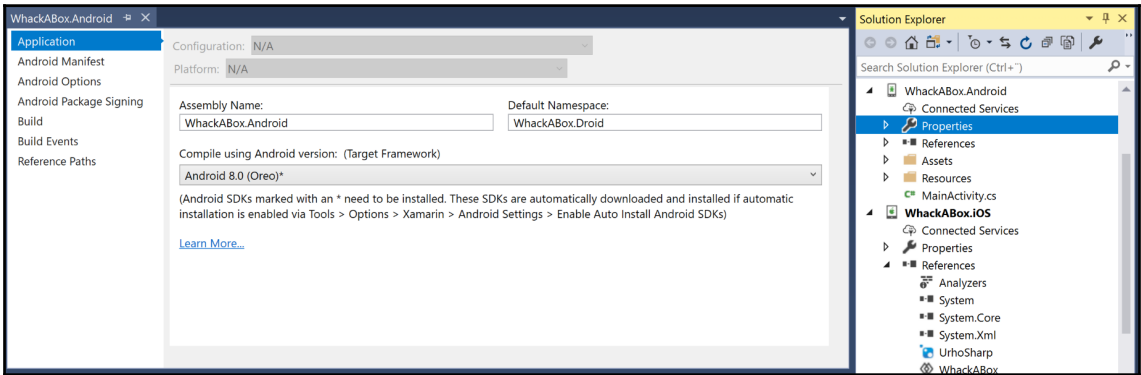 WhackABox.Android
Application
Android Manifest
Android Options
Android Package Signing
Build
Build Events
Reference Paths
Configuration: N/A
Platform: N/A
Assembly Name:
WhackABox.Android
Default Namespace:
WhackABox.Droid
Compile using Android version: (Target Framework)
Android 8.0 (Oreo)*
(Android SDKs marked with an * need to be installed. These SDKs are automatically downloaded and installed if automatic
installation is enabled via Tools > Options > Xamarin > Android Settings > Enable Auto Install Android SDKs)
Learn More...
Solution Explorer
Search Solution Explorer (Ctrl+¨)
WhackABox.Android
Connected Services
Properties
References
Assets
Resources
C# MainActivity.cs
WhackABox.iOS
Connected Services
Properties
References
Analyzers
System
System.Core
System.Xml
UrhoSharp
WhackABox